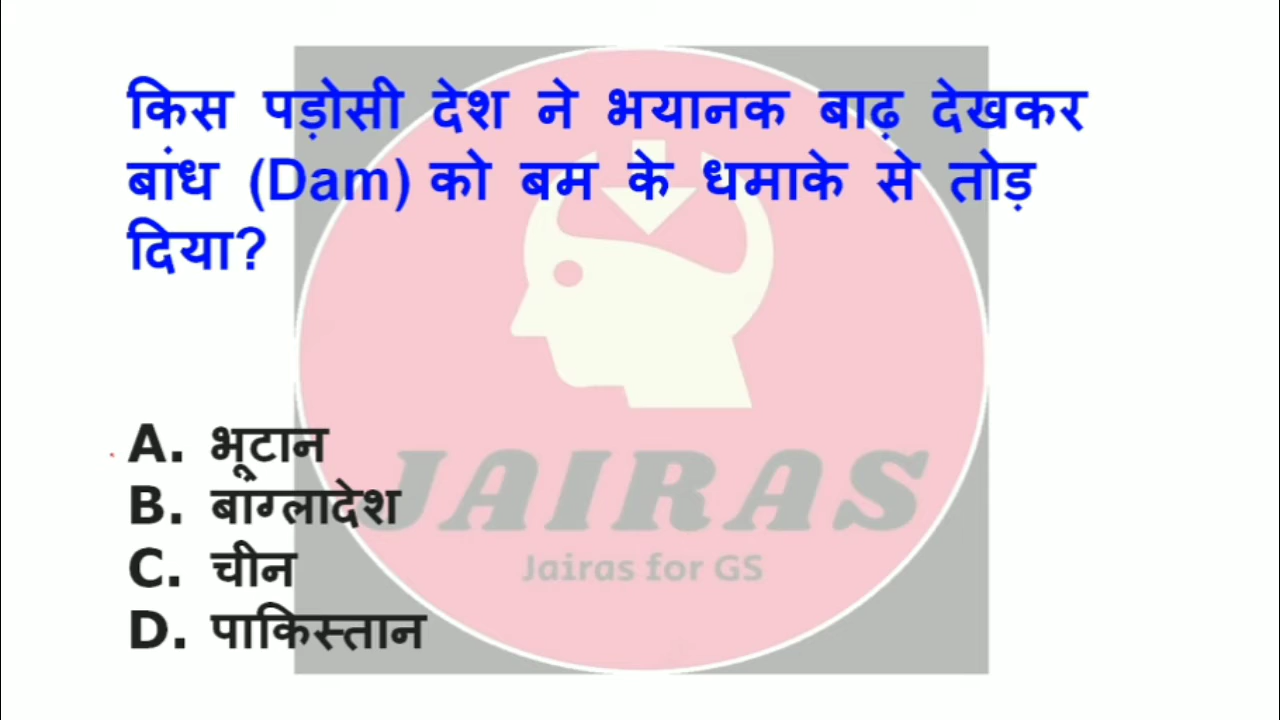 किस पड़ोसी देश ने भयानक बाढ़ देखकर
बांध (Dam) को बम के धमाके से तोड़
दिया?
A. भूटान
B. बांग्लादेश
C. चीन
D. पाकिस्तान
JAIRAS
Jairas for GS